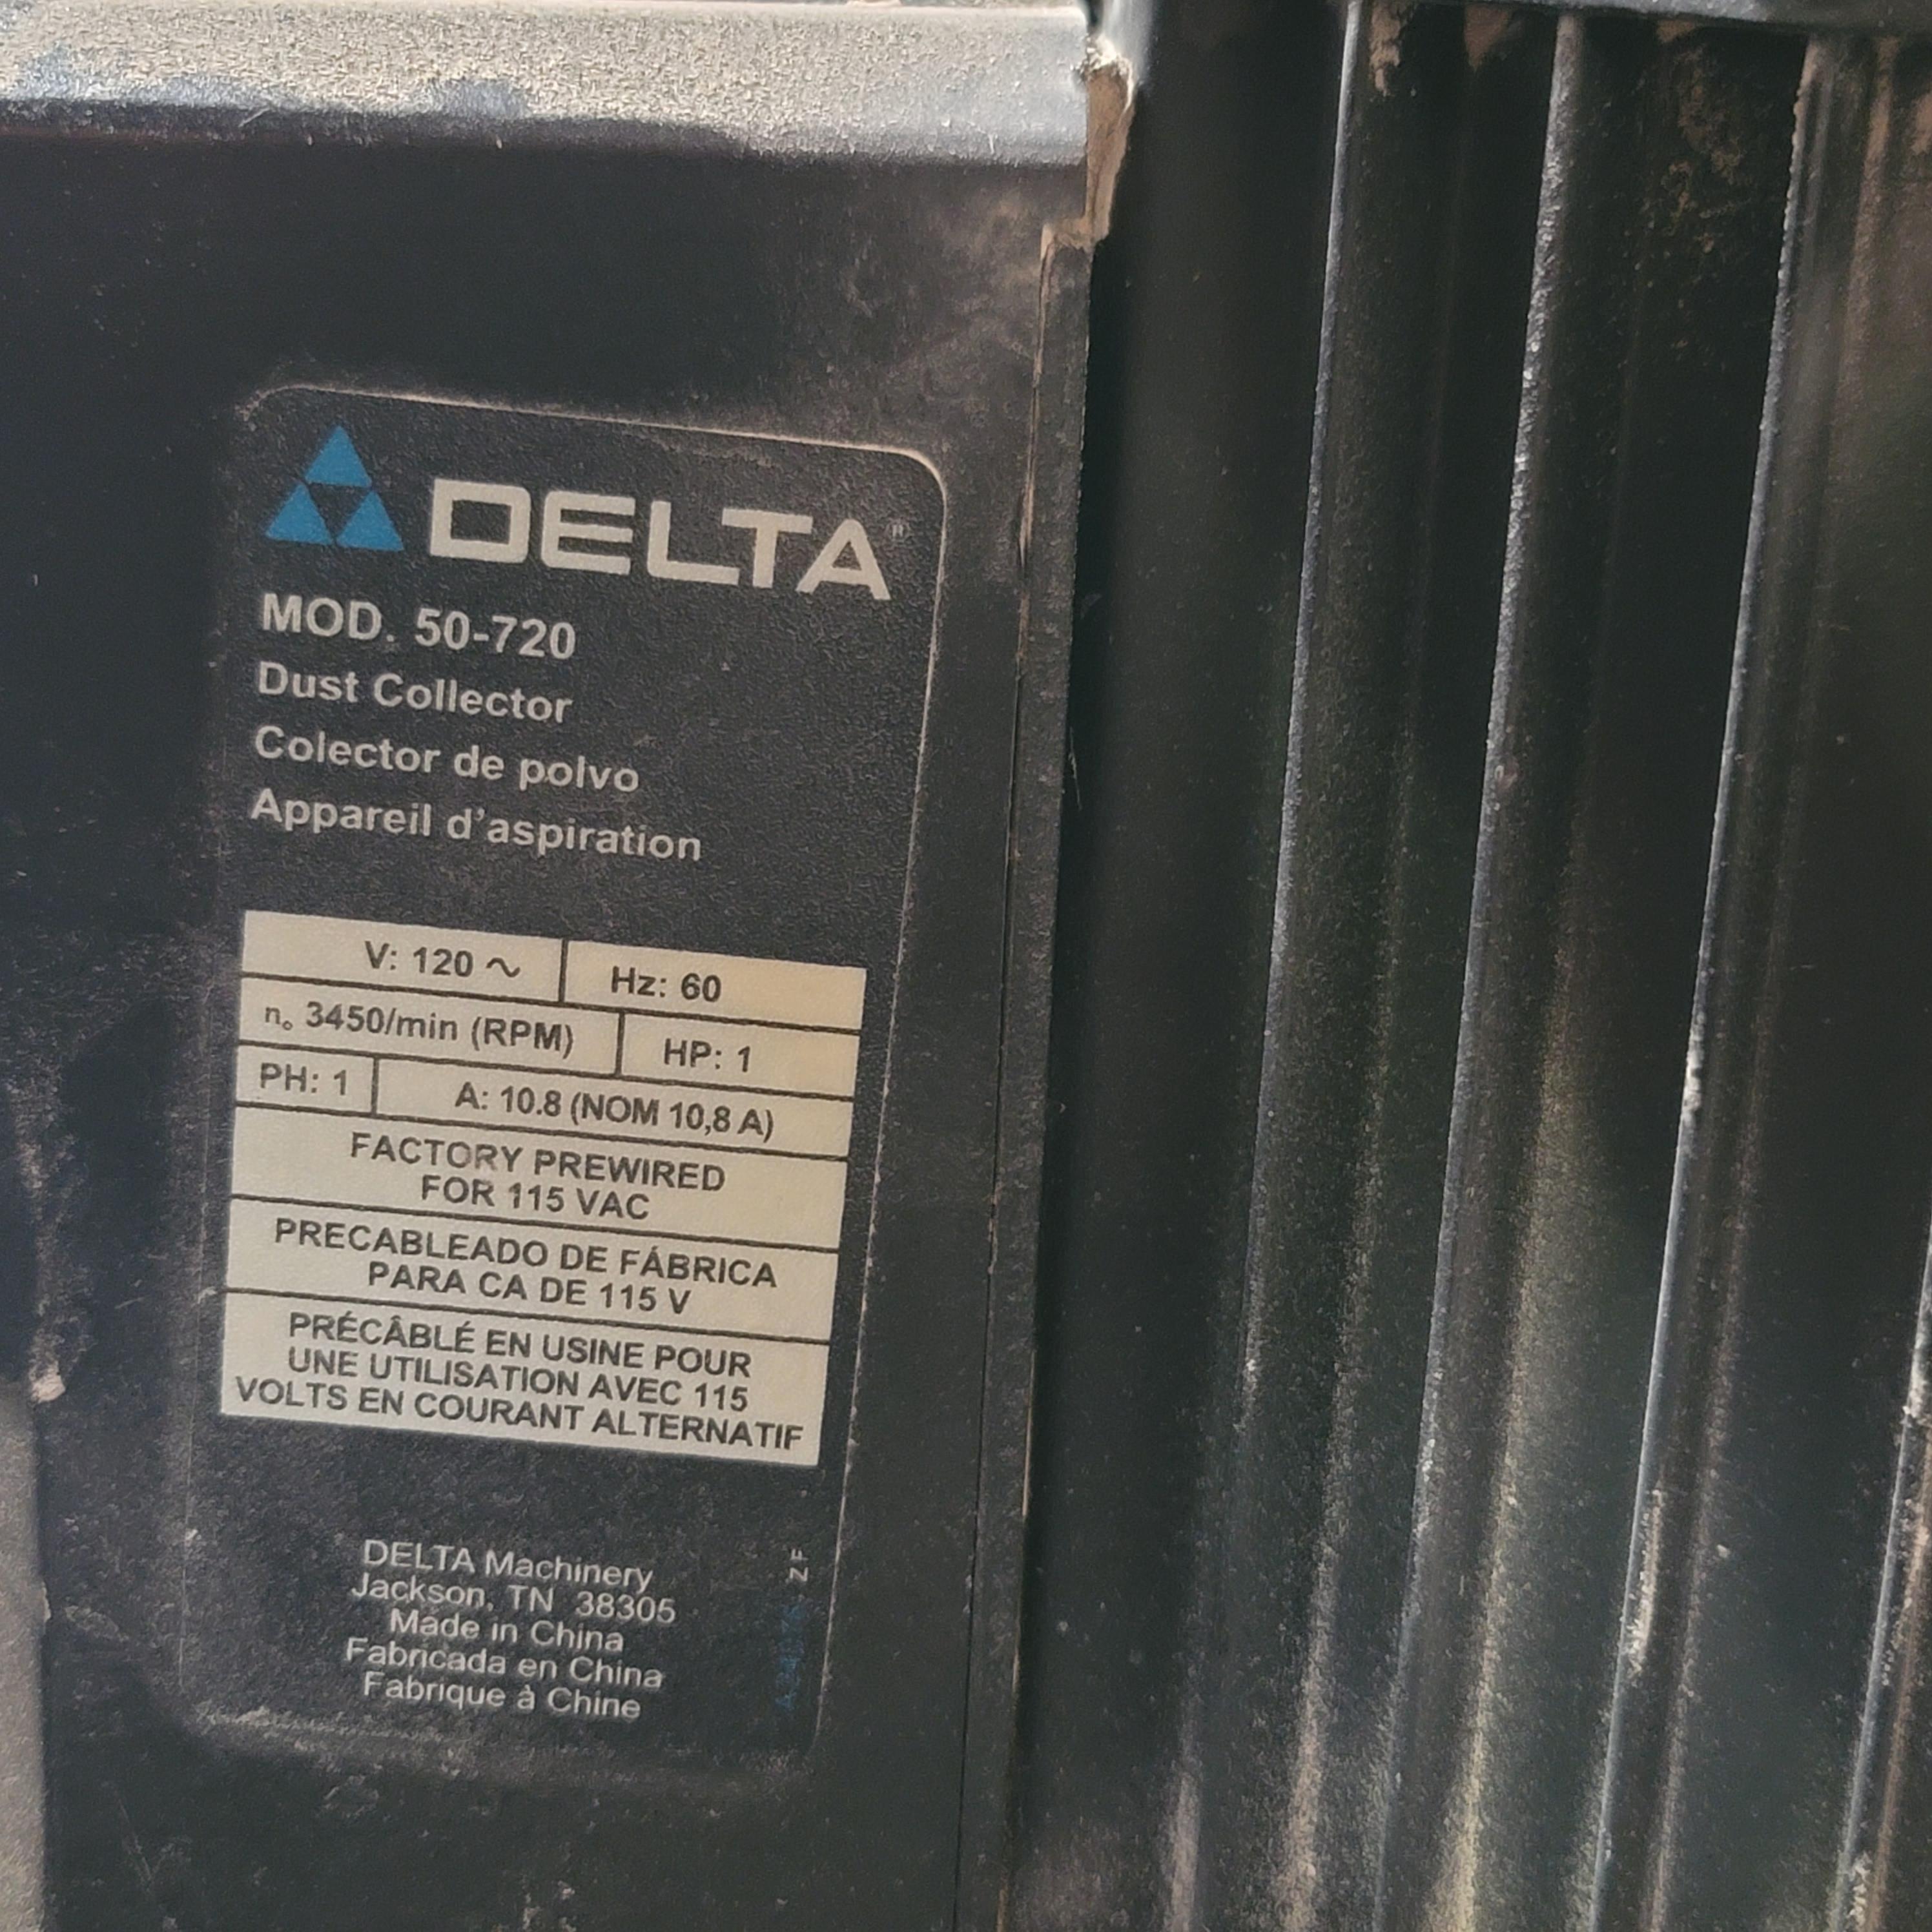 DELTA
MOD. 50-720
Dust Collector
Colector de polvo
Appareil d'aspiration
V: 120 ∿ Hz: 60
n₀ 3450/min (RPM) HP: 1
PH: 1 A: 10.8 (NOM 10,8 A)
FACTORY PREWIRED
FOR 115 VAC
PRECABLEADO DE FÁBRICA
PARA CA DE 115 V
PRÉCÂBLÉ EN USINE POUR
UNE UTILISATION AVEC 115
VOLTS EN COURANT ALTERNATIF
DELTA Machinery
Jackson, TN 38305
Made in China
Fabricada en China
Fabrique à Chine
ZF